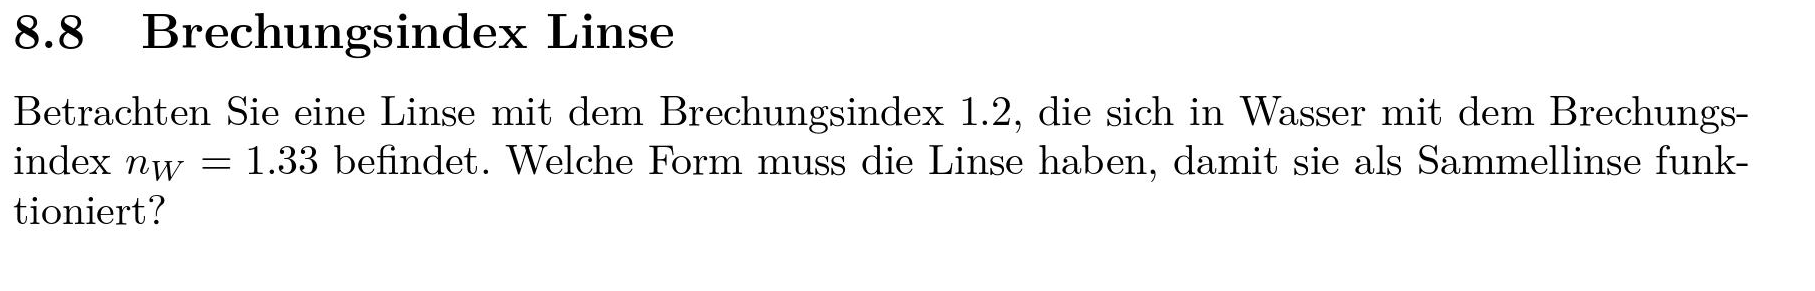 8.8 Brechungsindex Linse
Betrachten Sie eine Linse mit dem Brechungsindex 1.2, die sich in Wasser mit dem Brechungs-
index n_W = 1.33 befindet. Welche Form muss die Linse haben, damit sie als Sammellinse funk-
tioniert?